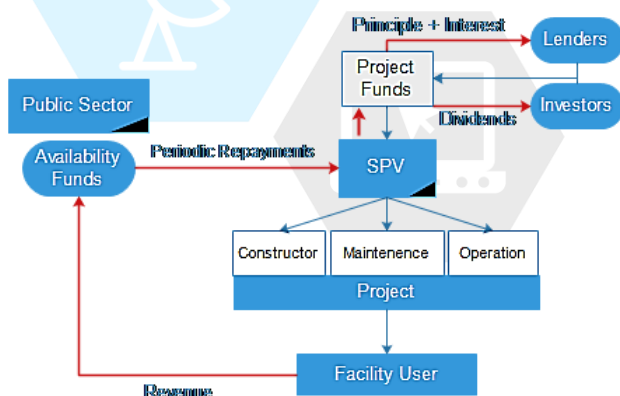 Principle + Interest
Lenders
Project
Funds
Investors
Public Sector
Dividends
Availability
Funds
Periodic Repayments
SPV
Constructor
Maintenence
Operation
Project
Facility User
Revenue